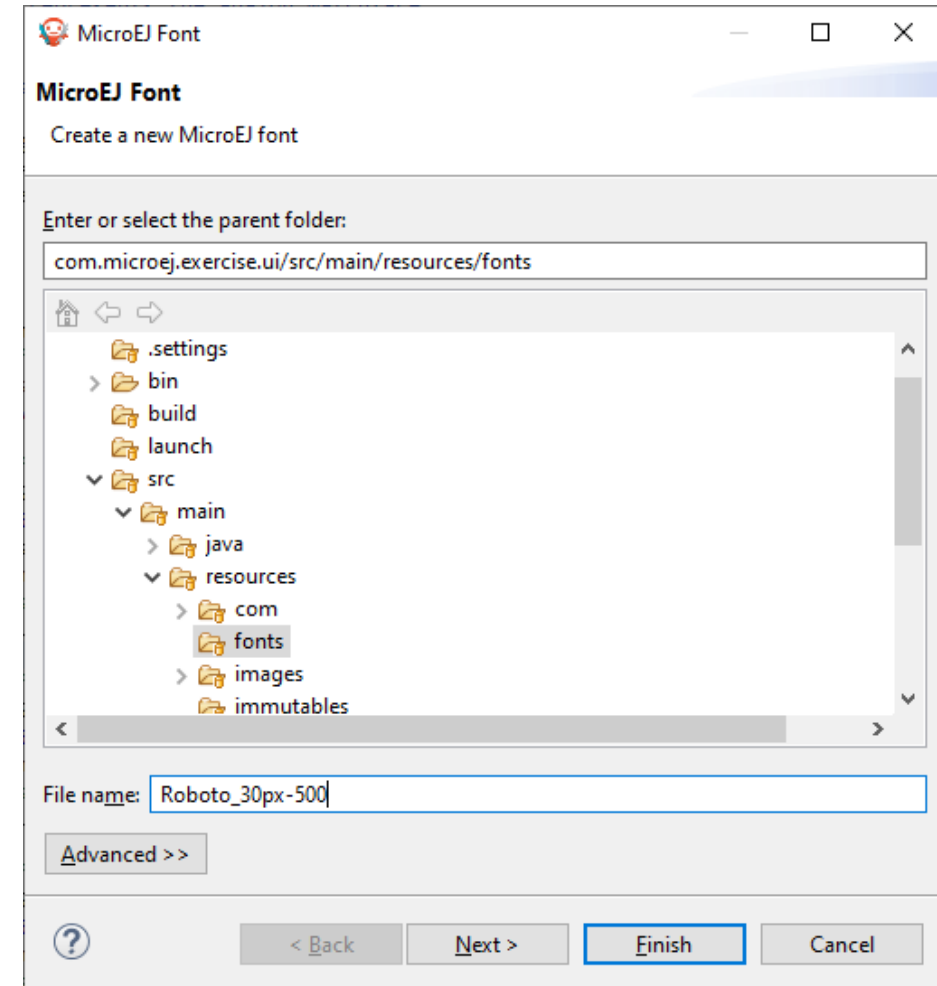 MicroEJ Font
MicroEJ Font
Create a new MicroEJ font
Enter or select the parent folder:
com.microej.exercise.ui/src/main/resources/fonts
.settings
bin
build
launch
src
main
java
resources
com
fonts
images
immutables
File name: Roboto_30px-500
Advanced >>
< Back Next > Finish Cancel